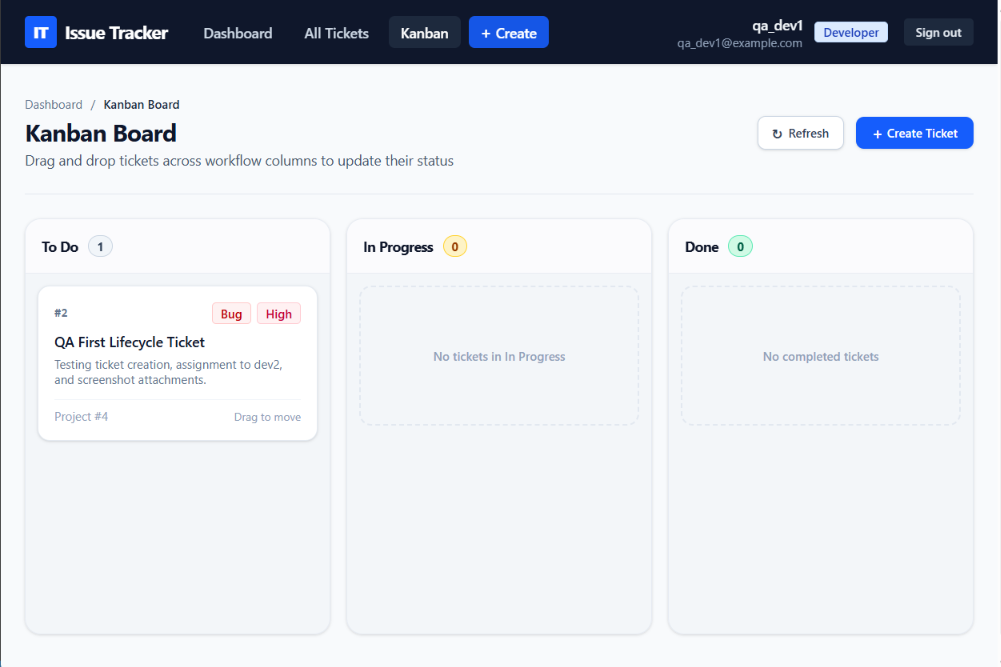 IT Issue Tracker Dashboard All Tickets Kanban + Create qa_dev1 Developer Sign out
qa_dev1@example.com
Dashboard / Kanban Board
Kanban Board
Drag and drop tickets across workflow columns to update their status
↻ Refresh + Create Ticket
To Do 1
#2 Bug High
QA First Lifecycle Ticket
Testing ticket creation, assignment to dev2,
and screenshot attachments.
Project #4 Drag to move
In Progress 0
No tickets in In Progress
Done 0
No completed tickets